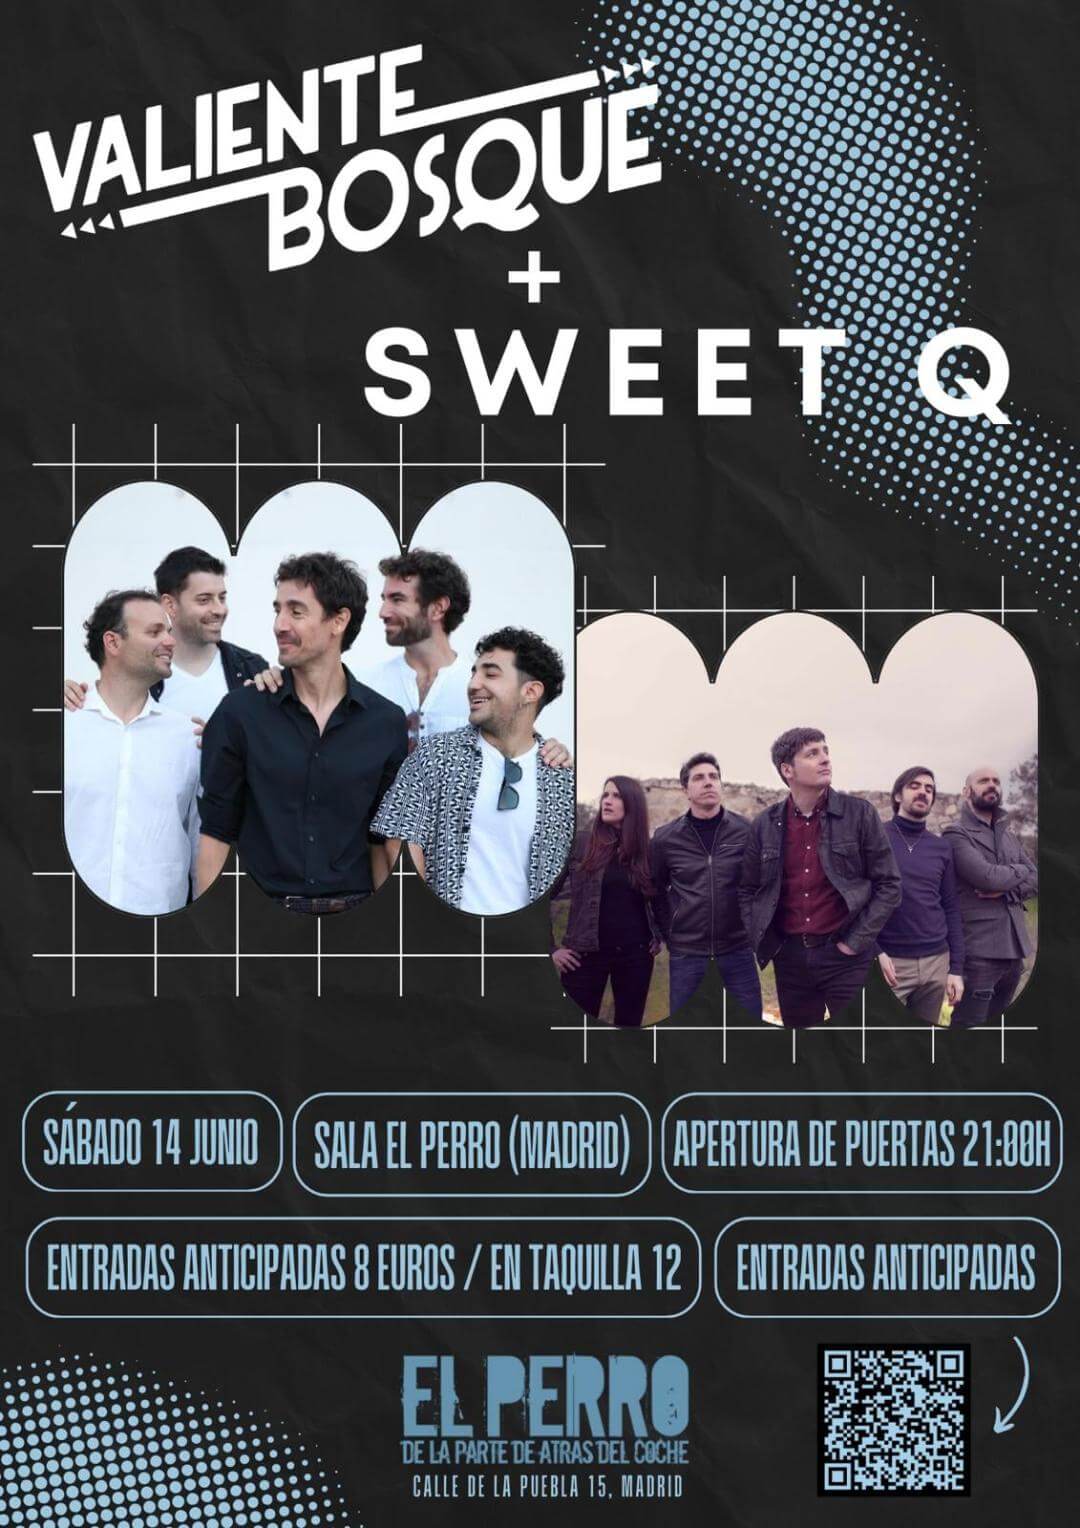 VALIENTE
BOSQUE
+
SWEET Q
SÁBADO 14 JUNIO
SALA EL PERRO (MADRID)
APERTURA DE PUERTAS 21:00H
ENTRADAS ANTICIPADAS 8 EUROS / EN TAQUILLA 12
ENTRADAS ANTICIPADAS
EL PERRO
DE LA PARTE DE ATRAS DEL COCHE
CALLE DE LA PUEBLA 15, MADRID